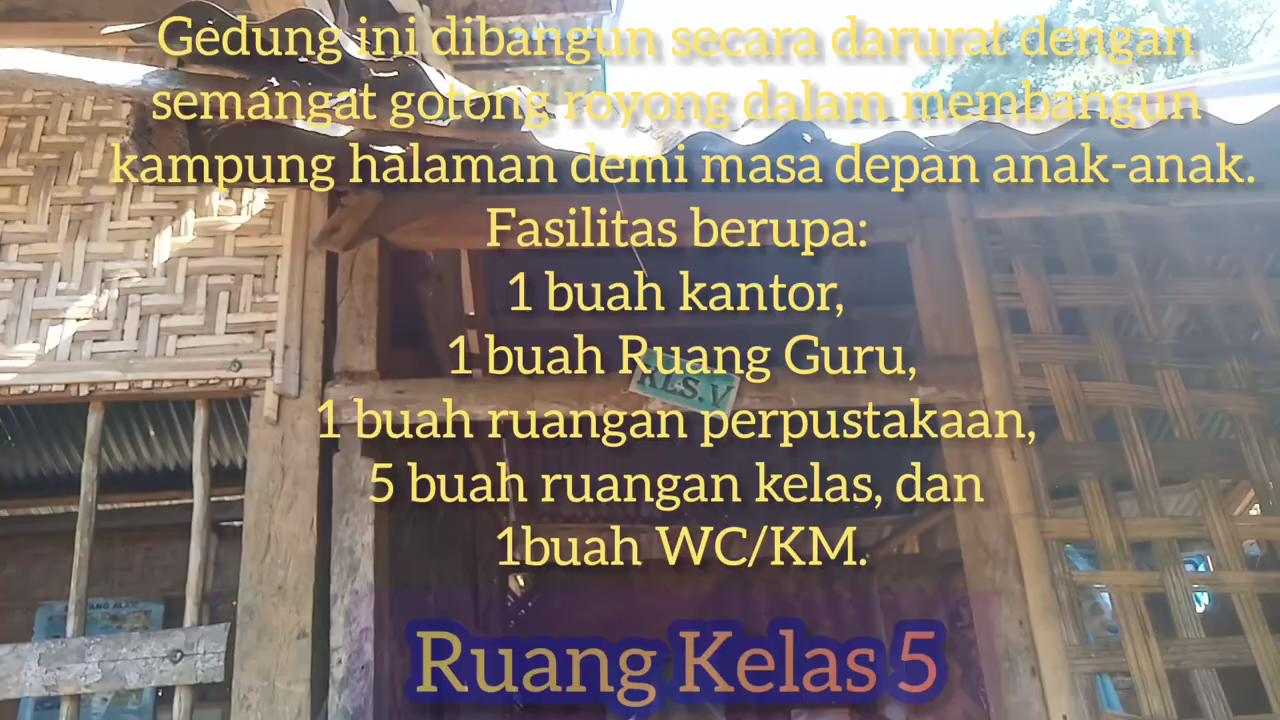 Gedung ini dibangun secara darurat dengan
semangat gotong royong dalam membangun
kampung halaman demi masa depan anak-anak.
Fasilitas berupa:
1 buah kantor,
1 buah Ruang Guru,
KLS.V
1 buah ruangan perpustakaan,
5 buah ruangan kelas, dan
1buah WC/KM.
Ruang Kelas 5